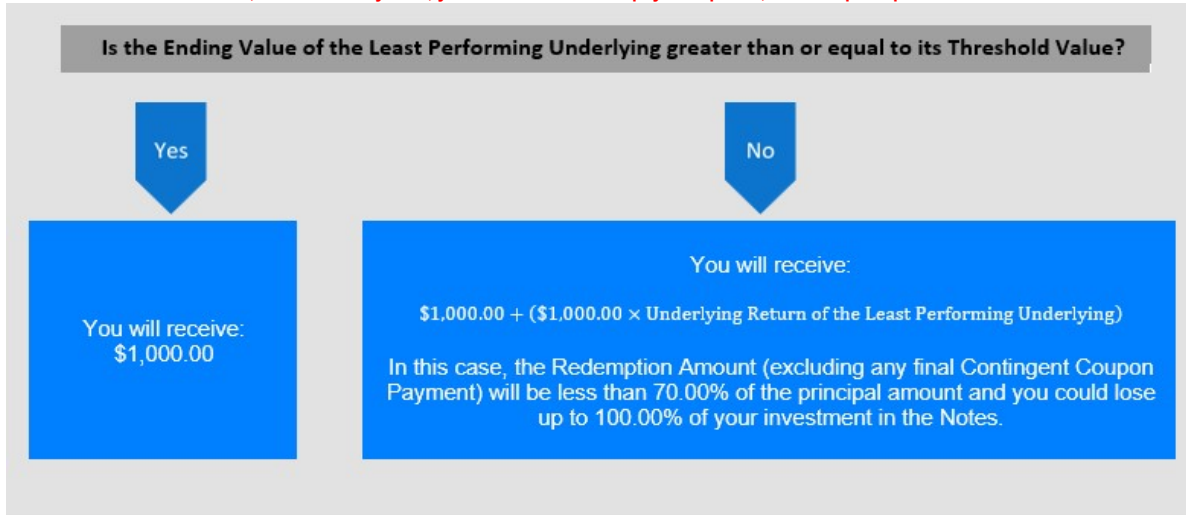 Is the Ending Value of the Least Performing Underlying greater than or equal to its Threshold Value?
Yes
No
You will receive:
$1,000.00
You will receive:
$1,000.00 + ($1,000.00 × Underlying Return of the Least Performing Underlying)
In this case, the Redemption Amount (excluding any final Contingent Coupon
Payment) will be less than 70.00% of the principal amount and you could lose
up to 100.00% of your investment in the Notes.